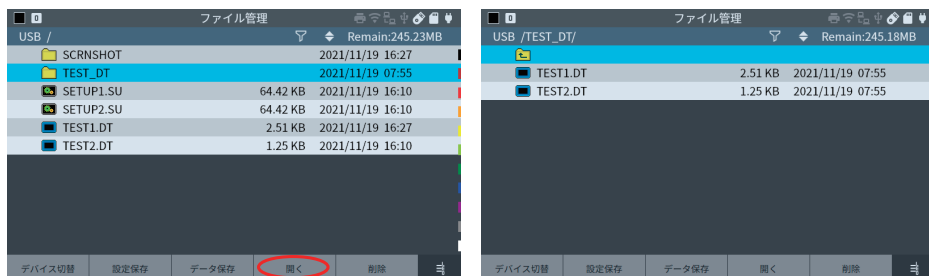 0 ファイル管理
USB / Remain:245.23MB
SCRNSHOT 2021/11/19 16:27
TEST_DT 2021/11/19 07:55
SETUP1.SU 64.42 KB 2021/11/19 16:10
SETUP2.SU 64.42 KB 2021/11/19 16:10
TEST1.DT 2.51 KB 2021/11/19 16:27
TEST2.DT 1.25 KB 2021/11/19 16:10
デバイス切替 設定保存 データ保存 開く 削除
0 ファイル管理
USB /TEST_DT/ Remain:245.18MB
TEST1.DT 2.51 KB 2021/11/19 07:55
TEST2.DT 1.25 KB 2021/11/19 07:55
デバイス切替 設定保存 データ保存 開く 削除